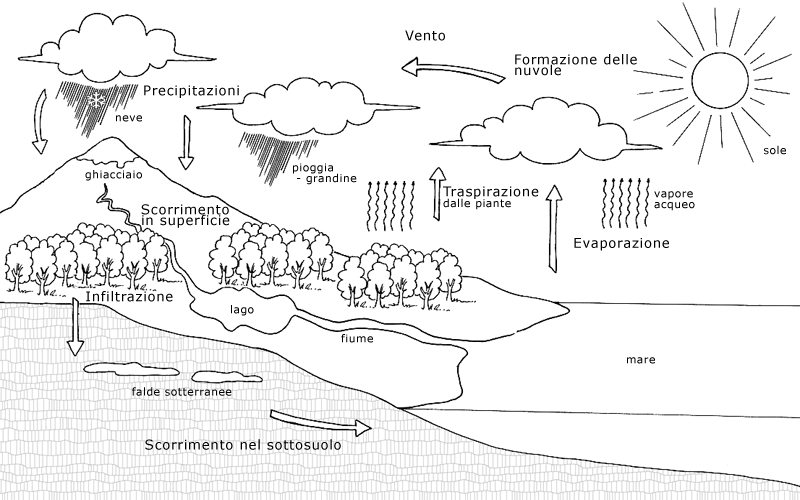 Vento
Formazione delle
nuvole
Precipitazioni
neve
sole
pioggia
- grandine
ghiacciaio
Traspirazione
dalle piante
vapore
acqueo
Scorrimento
in superficie
Evaporazione
Infiltrazione
lago
fiume
mare
falde sotterranee
Scorrimento nel sottosuolo